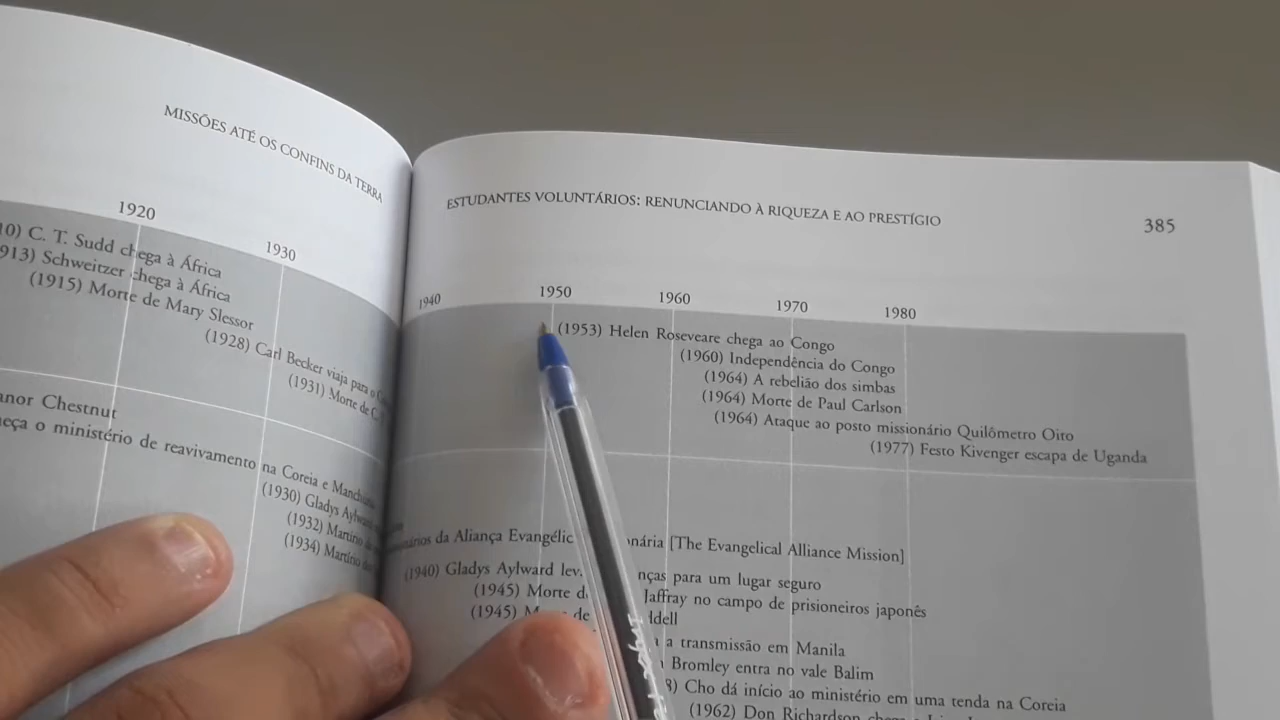 MISSÕES ATÉ OS CONFINS DA TERRA
1920
1930
10) C. T. Sudd chega à África
913) Schweitzer chega à África
(1915) Morte de Mary Slessor
(1928) Carl Becker viaja para o
(1931) Morte de C.
anor Chestnut
eça o ministério de reavivamento na Coreia e
(1930) Gladys
(1932)
(1934)
ESTUDANTES VOLUNTÁRIOS: RENUNCIANDO À RIQUEZA E AO PRESTÍGIO
385
1940
1950
1960
1970
1980
(1953) Helen Roseveare chega ao Congo
(1960) Independência do Congo
(1964) A rebelião dos simbas
(1964) Morte de Paul Carlson
(1964) Ataque ao posto missionário Quilômetro Oito
(1977) Festo Kivenger escapa de Uganda
da Aliança Evangélic nária [The Evangelical Alliance Mission]
(1940) Gladys Aylward lev nças para um lugar seguro
(1945) Morte d Jaffray no campo de prisioneiros japonês
(1945) de ddell
a transmissão em Manila
Bromley entra no vale Balim
8) Cho dá início ao ministério em uma tenda na Coreia
(1962) Don Richardson